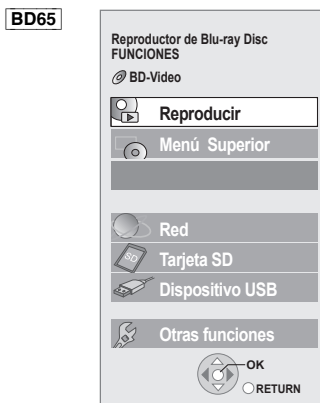 BD65
Reproductor de Blu-ray Disc
FUNCIONES
BD-Video
Reproducir
Menú Superior
Red
SD
Tarjeta SD
Dispositivo USB
Otras funciones
OK
RETURN